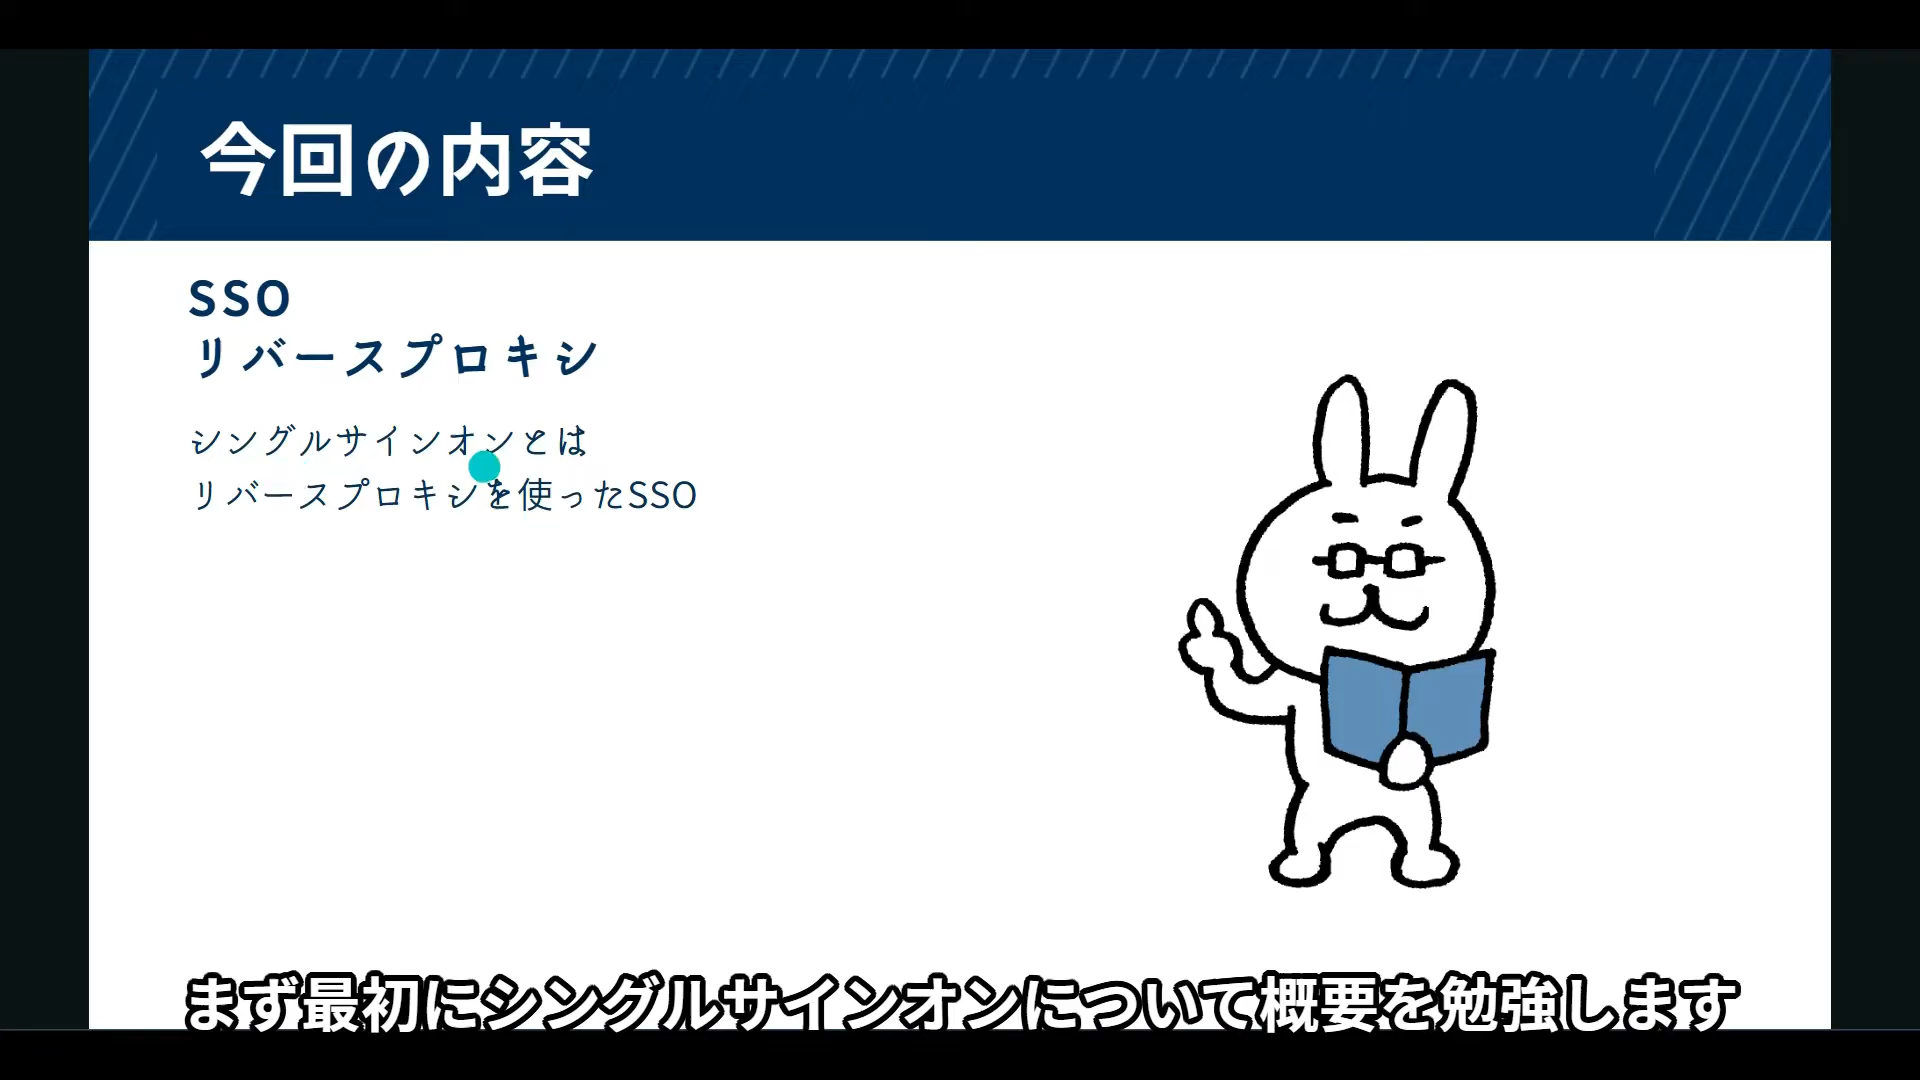 今回の内容
SSO
リバースプロキシ
シングルサインオンとは
リバースプロキシを使ったSSO
まず最初にシングルサインオンについて概要を勉強します